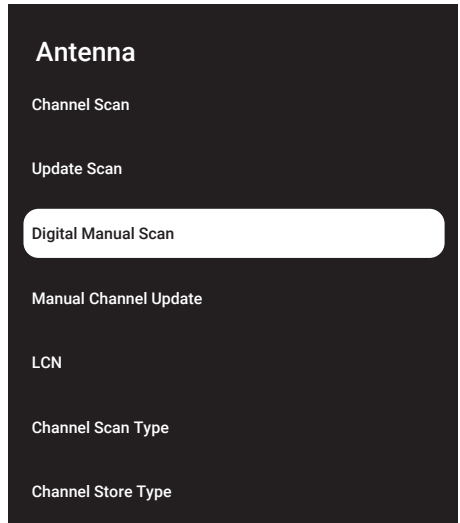 Antenna
Channel Scan
Update Scan
Digital Manual Scan
Manual Channel Update
LCN
Channel Scan Type
Channel Store Type